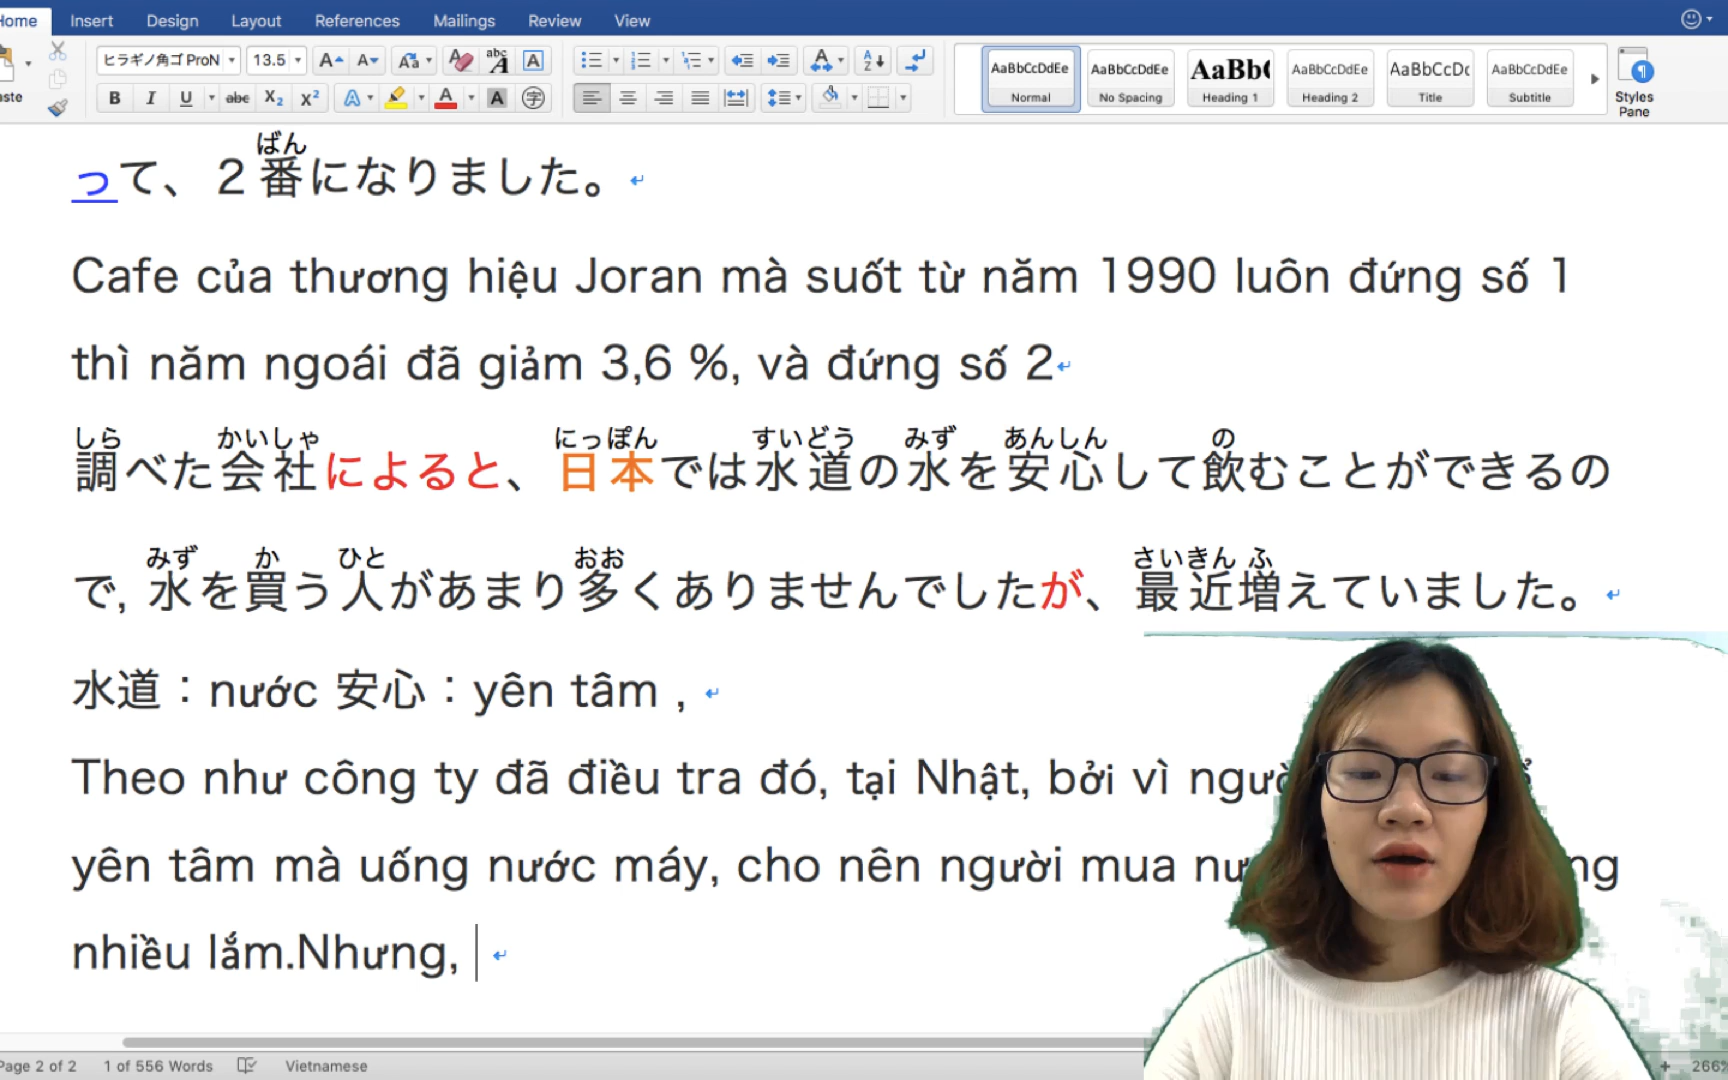 Home Insert Design Layout References Mailings Review View
ヒラギノ角ゴ ProN 13.5
AaBbCcDdEe AaBbCcDdEe AaBb( AaBbCcDdEe AaBbCcDc AaBbCcDdEe
Normal No Spacing Heading 1 Heading 2 Title Subtitle
Styles
Pane
ばん
って、2番になりました。
Cafe của thương hiệu Joran mà suốt từ năm 1990 luôn đứng số 1
thì năm ngoái đã giảm 3,6 %, và đứng số 2
しら かいしゃ にっぽん すいどう みず あんしん の
調べた会社によると、日本では水道の水を安心して飲むことができるの
みず か ひと おお さいきん ふ
で, 水を買う人があまり多くありませんでしたが、最近増えていました。
水道：nước 安心：yên tâm ,
Theo như công ty đã điều tra đó, tại Nhật, bởi vì
yên tâm mà uống nước máy, cho nên người mua
nhiều lắm.Nhưng,
Page 2 of 2 1 of 556 Words Vietnamese 266%